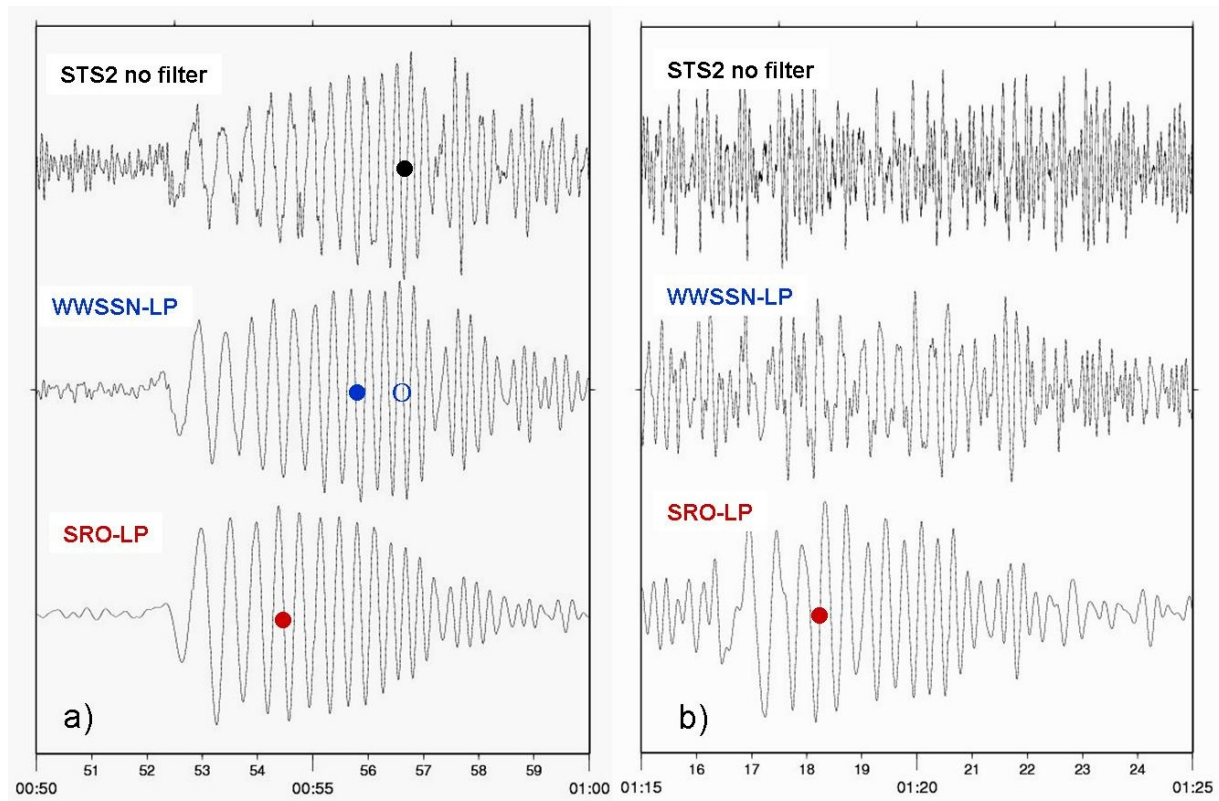 STS2 no filter
WWSSN-LP
SRO-LP
a)
51 52 53 54 56 57 58 59
00:50 00:55 01:00
STS2 no filter
WWSSN-LP
SRO-LP
b)
16 17 18 19 21 22 23 24
01:15 01:20 01:25